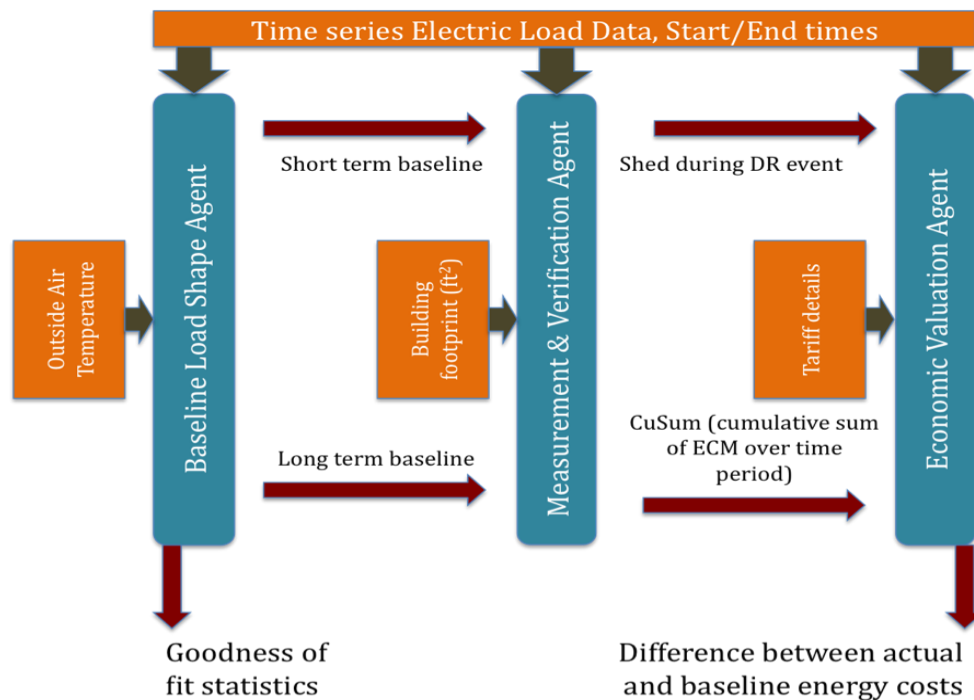 Time series Electric Load Data, Start/End times
Baseline Load Shape Agent
Short term baseline
Measurement & Verification Agent
Shed during DR event
Economic Valuation Agent
Outside Air
Temperature
Building
footprint (ft²)
Tariff details
Long term baseline
CuSum (cumulative sum
of ECM over time
period)
Goodness of
fit statistics
Difference between actual
and baseline energy costs